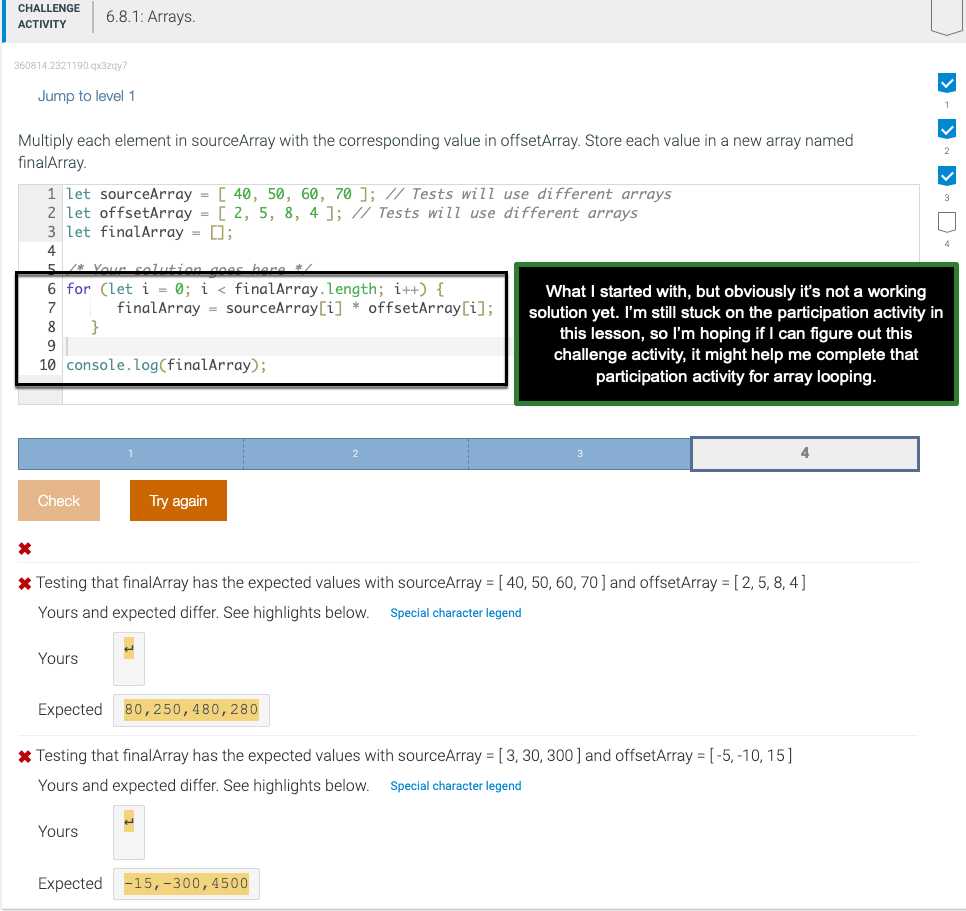 CHALLENGE
ACTIVITY
6.8.1: Arrays.
360814.2321190.qx3zqy7
Jump to level 1
1
2
3
4
Multiply each element in sourceArray with the corresponding value in offsetArray. Store each value in a new array named
finalArray.
1 let sourceArray = [ 40, 50, 60, 70 ]; // Tests will use different arrays
2 let offsetArray = [ 2, 5, 8, 4 ]; // Tests will use different arrays
3 let finalArray = [];
4
5 /* Your solution goes here */
6 for (let i = 0; i < finalArray.length; i++) {
7 finalArray = sourceArray[i] * offsetArray[i];
8 }
9
10 console.log(finalArray);
What I started with, but obviously it's not a working
solution yet. I'm still stuck on the participation activity in
this lesson, so I'm hoping if I can figure out this
challenge activity, it might help me complete that
participation activity for array looping.
1 2 3 4
Check Try again
✖
✖ Testing that finalArray has the expected values with sourceArray = [ 40, 50, 60, 70 ] and offsetArray = [ 2, 5, 8, 4 ]
Yours and expected differ. See highlights below. Special character legend
Yours ↵
Expected 80,250,480,280
✖ Testing that finalArray has the expected values with sourceArray = [ 3, 30, 300 ] and offsetArray = [ -5, -10, 15 ]
Yours and expected differ. See highlights below. Special character legend
Yours ↵
Expected -15,-300,4500